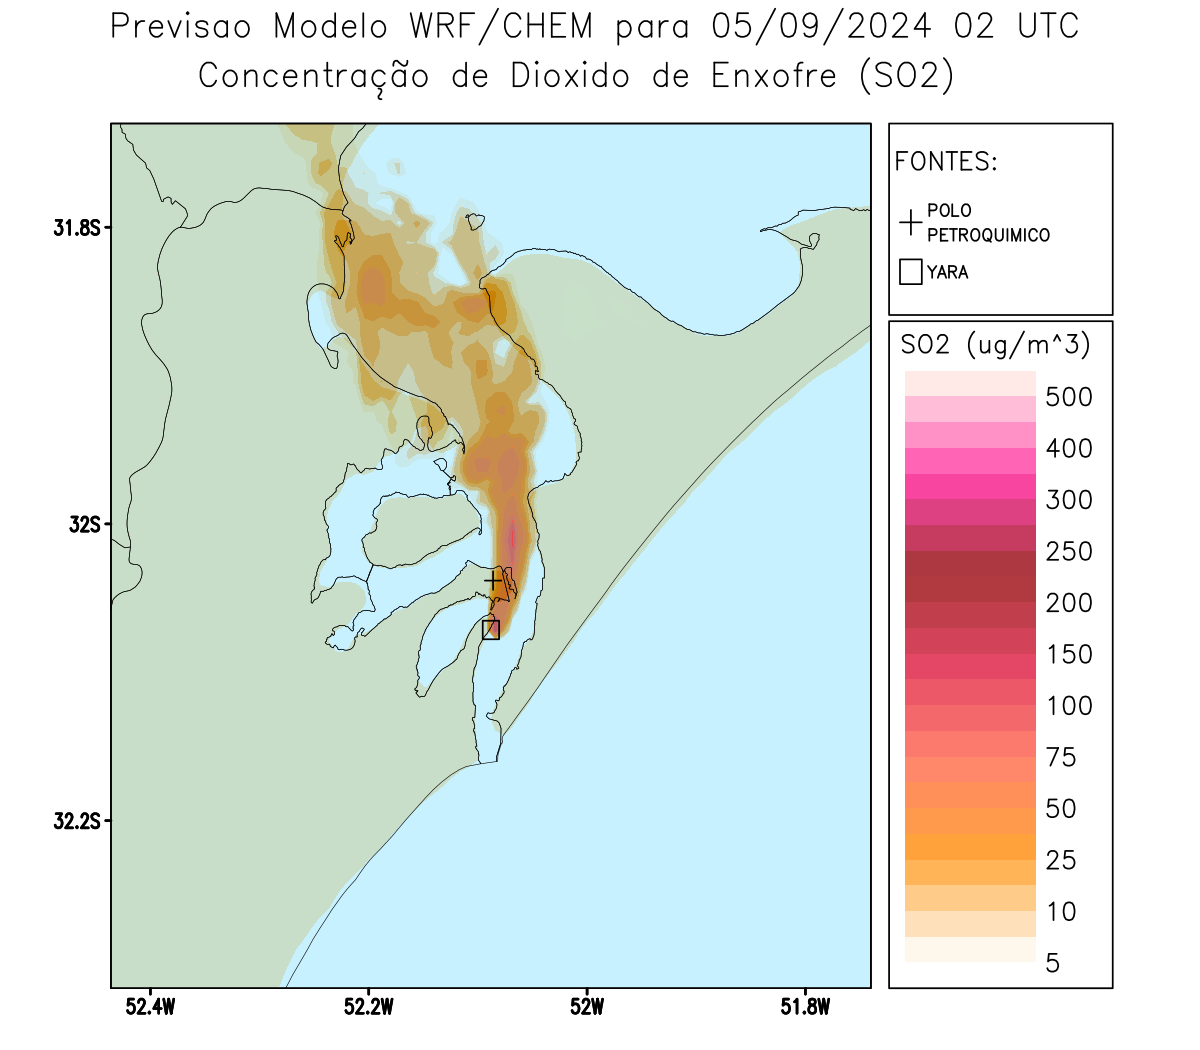 Previsao Modelo WRF/CHEM para 05/09/2024 02 UTC
Concentração de Dioxido de Enxofre (SO2)
FONTES:
POLO
PETROQUIMICO
YARA
SO2 (ug/m^3)
500
400
300
250
200
150
100
75
50
25
10
5
31.8S
32S
32.2S
52.4W
52.2W
52W
51.8W